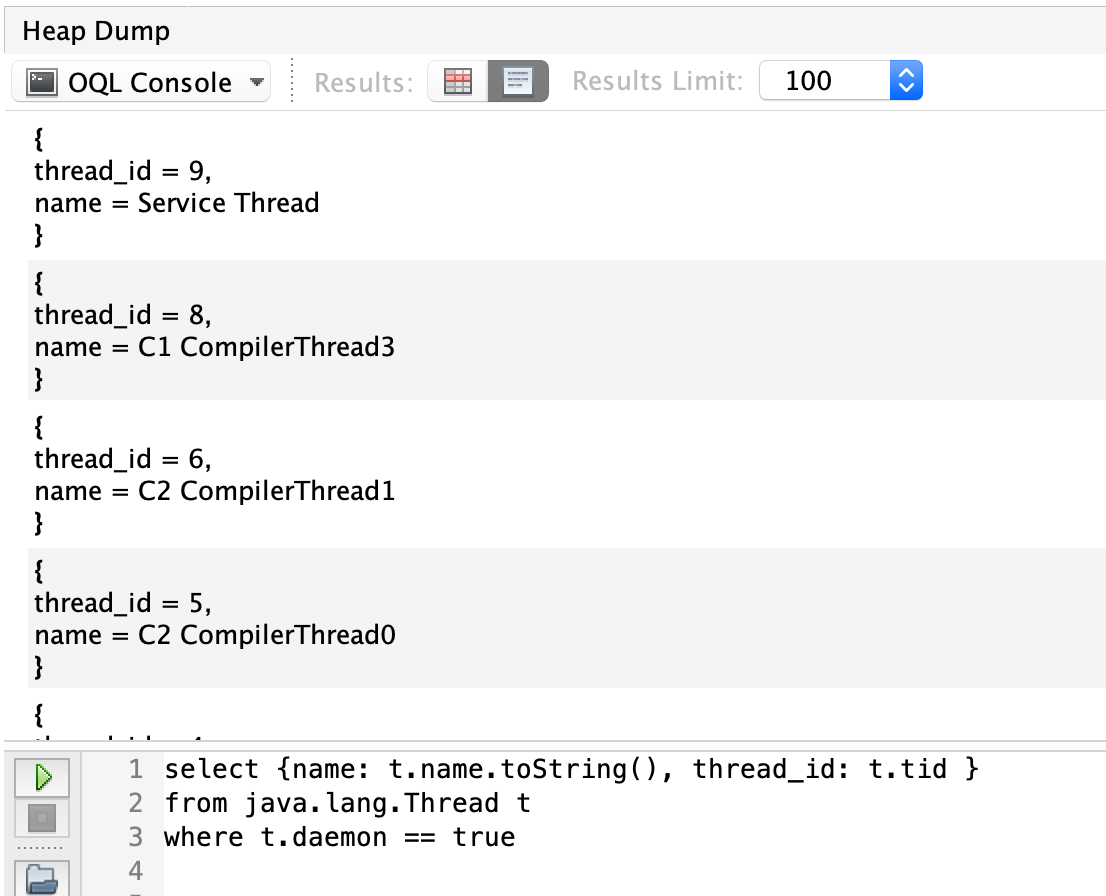 Heap Dump
OQL Console Results: Results Limit: 100
{
thread_id = 9,
name = Service Thread
}
{
thread_id = 8,
name = C1 CompilerThread3
}
{
thread_id = 6,
name = C2 CompilerThread1
}
{
thread_id = 5,
name = C2 CompilerThread0
}
{
1 select {name: t.name.toString(), thread_id: t.tid }
2 from java.lang.Thread t
3 where t.daemon == true
4